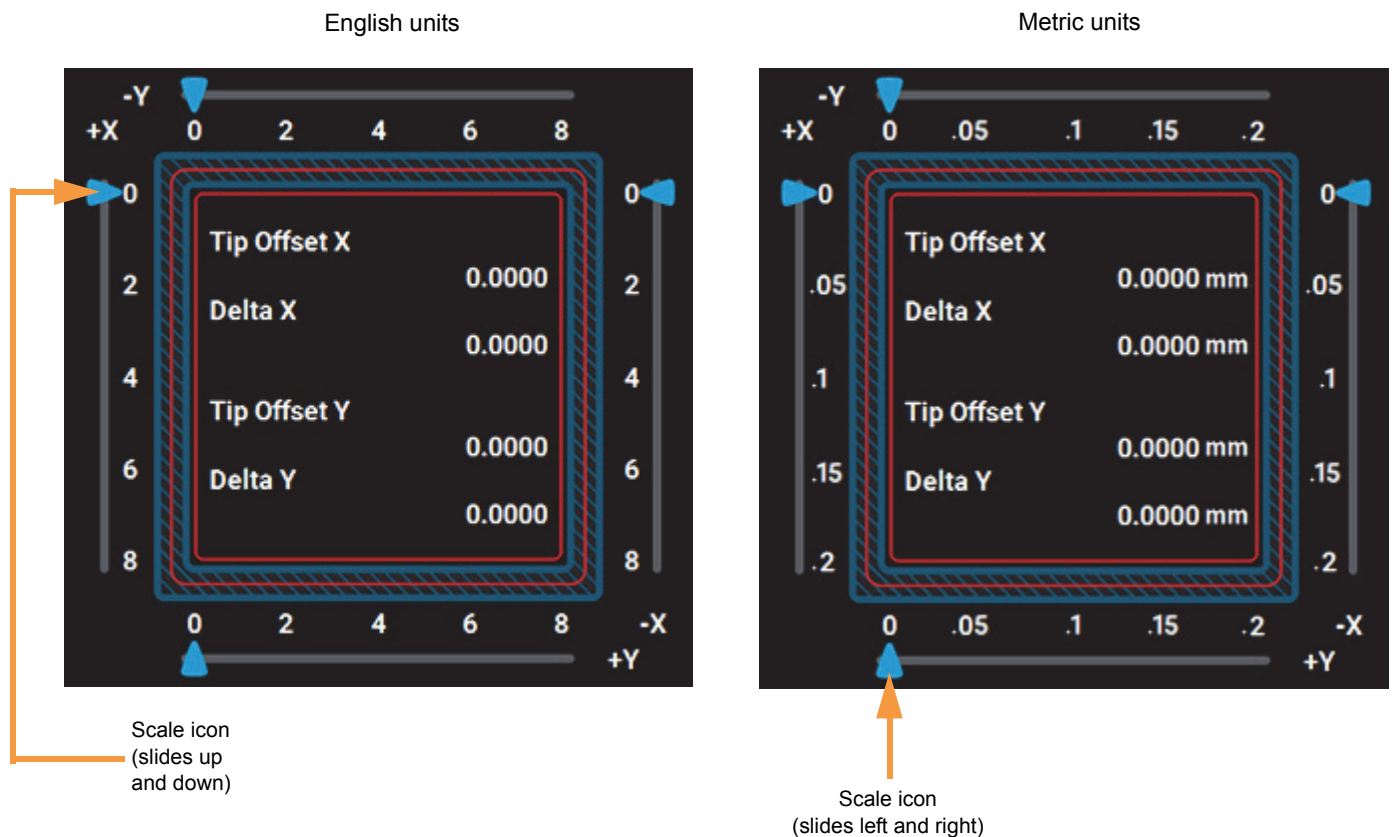 English units
Metric units
-Y
+X 0 2 4 6 8
0 0
Tip Offset X
0.0000
2 2
Delta X
0.0000
4 4
Tip Offset Y
0.0000
6 6
Delta Y
0.0000
8 8
0 2 4 6 8 -X
+Y
-Y
+X 0 .05 .1 .15 .2
0 0
Tip Offset X
0.0000 mm
.05 .05
Delta X
0.0000 mm
.1 .1
Tip Offset Y
0.0000 mm
.15 .15
Delta Y
0.0000 mm
.2 .2
0 .05 .1 .15 .2 -X
+Y
Scale icon
(slides up
and down)
Scale icon
(slides left and right)